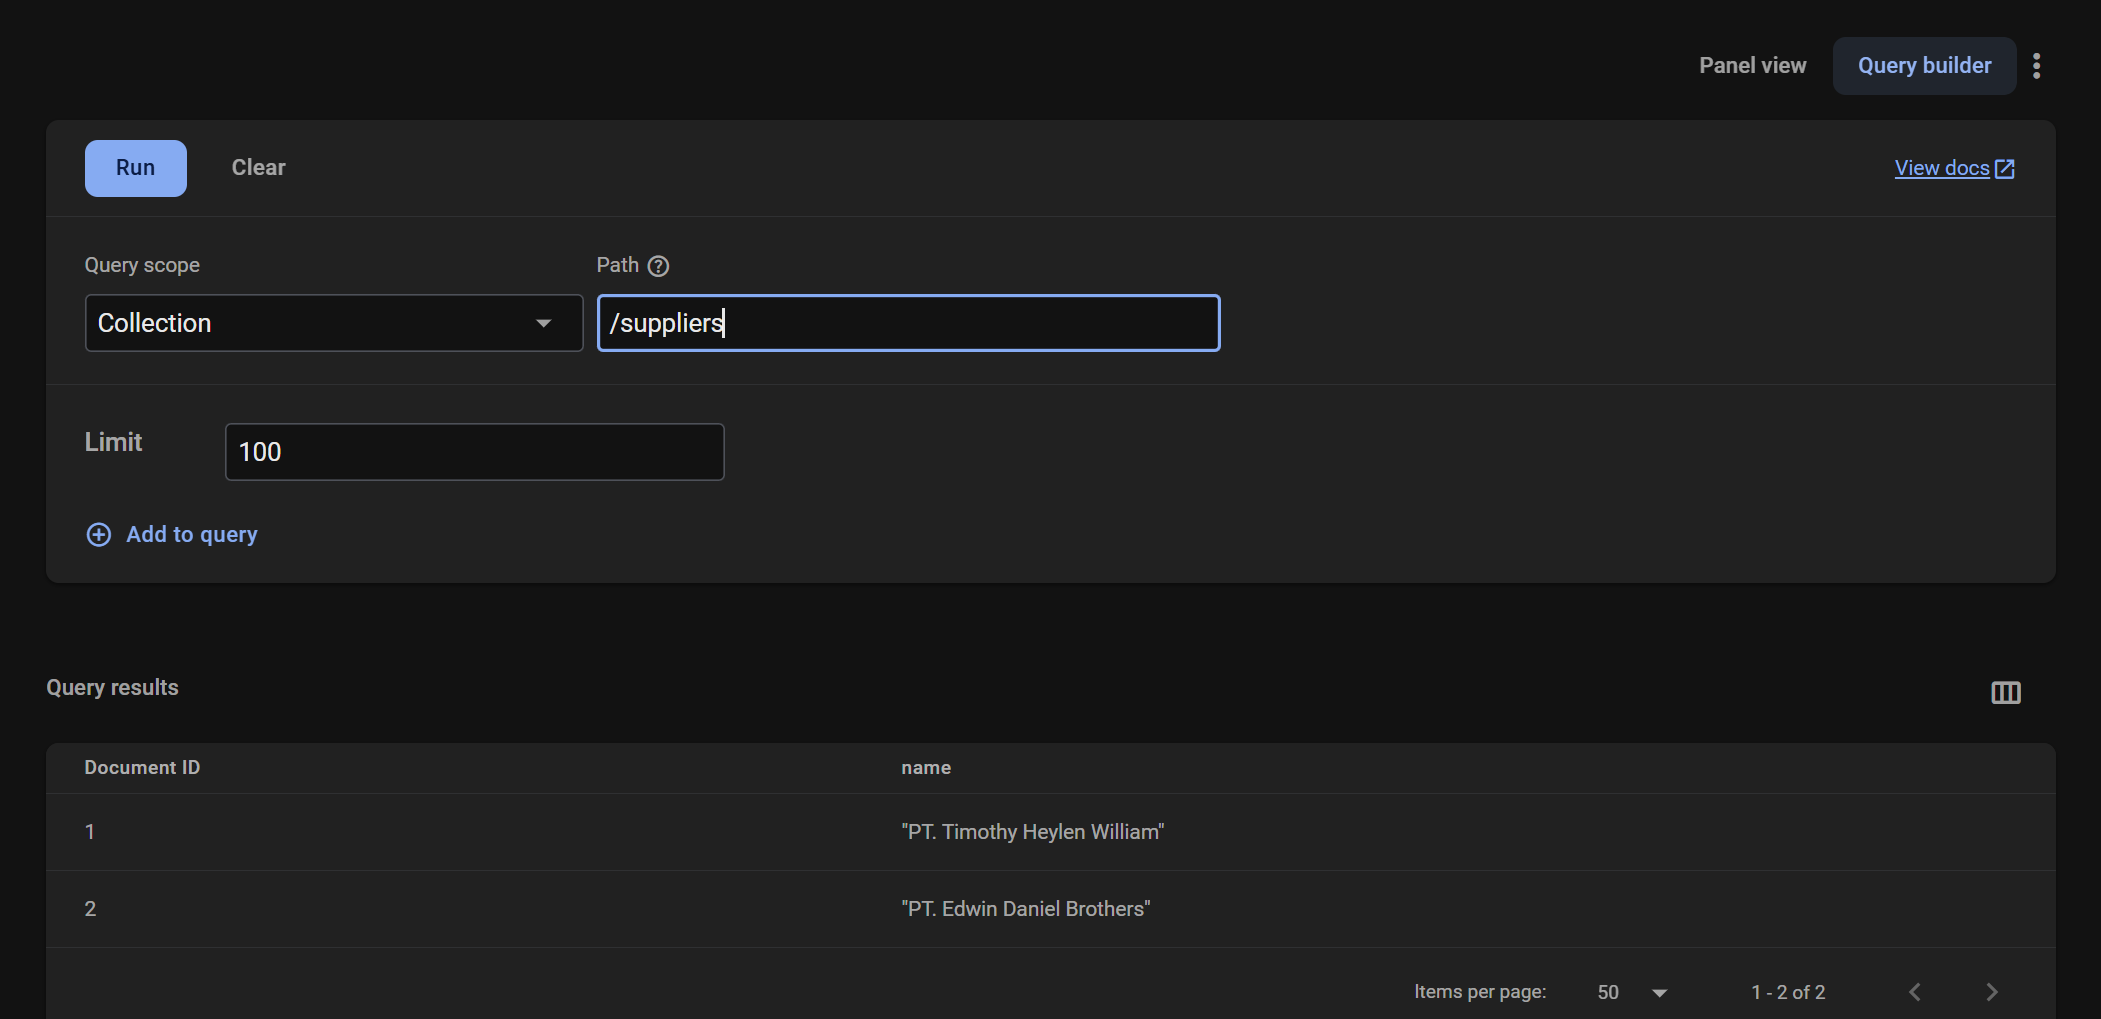 Panel view Query builder
Run Clear View docs
Query scope Path
Collection /suppliers
Limit 100
Add to query
Query results
Document ID name
1 "PT. Timothy Heylen William"
2 "PT. Edwin Daniel Brothers"
Items per page: 50 1 - 2 of 2